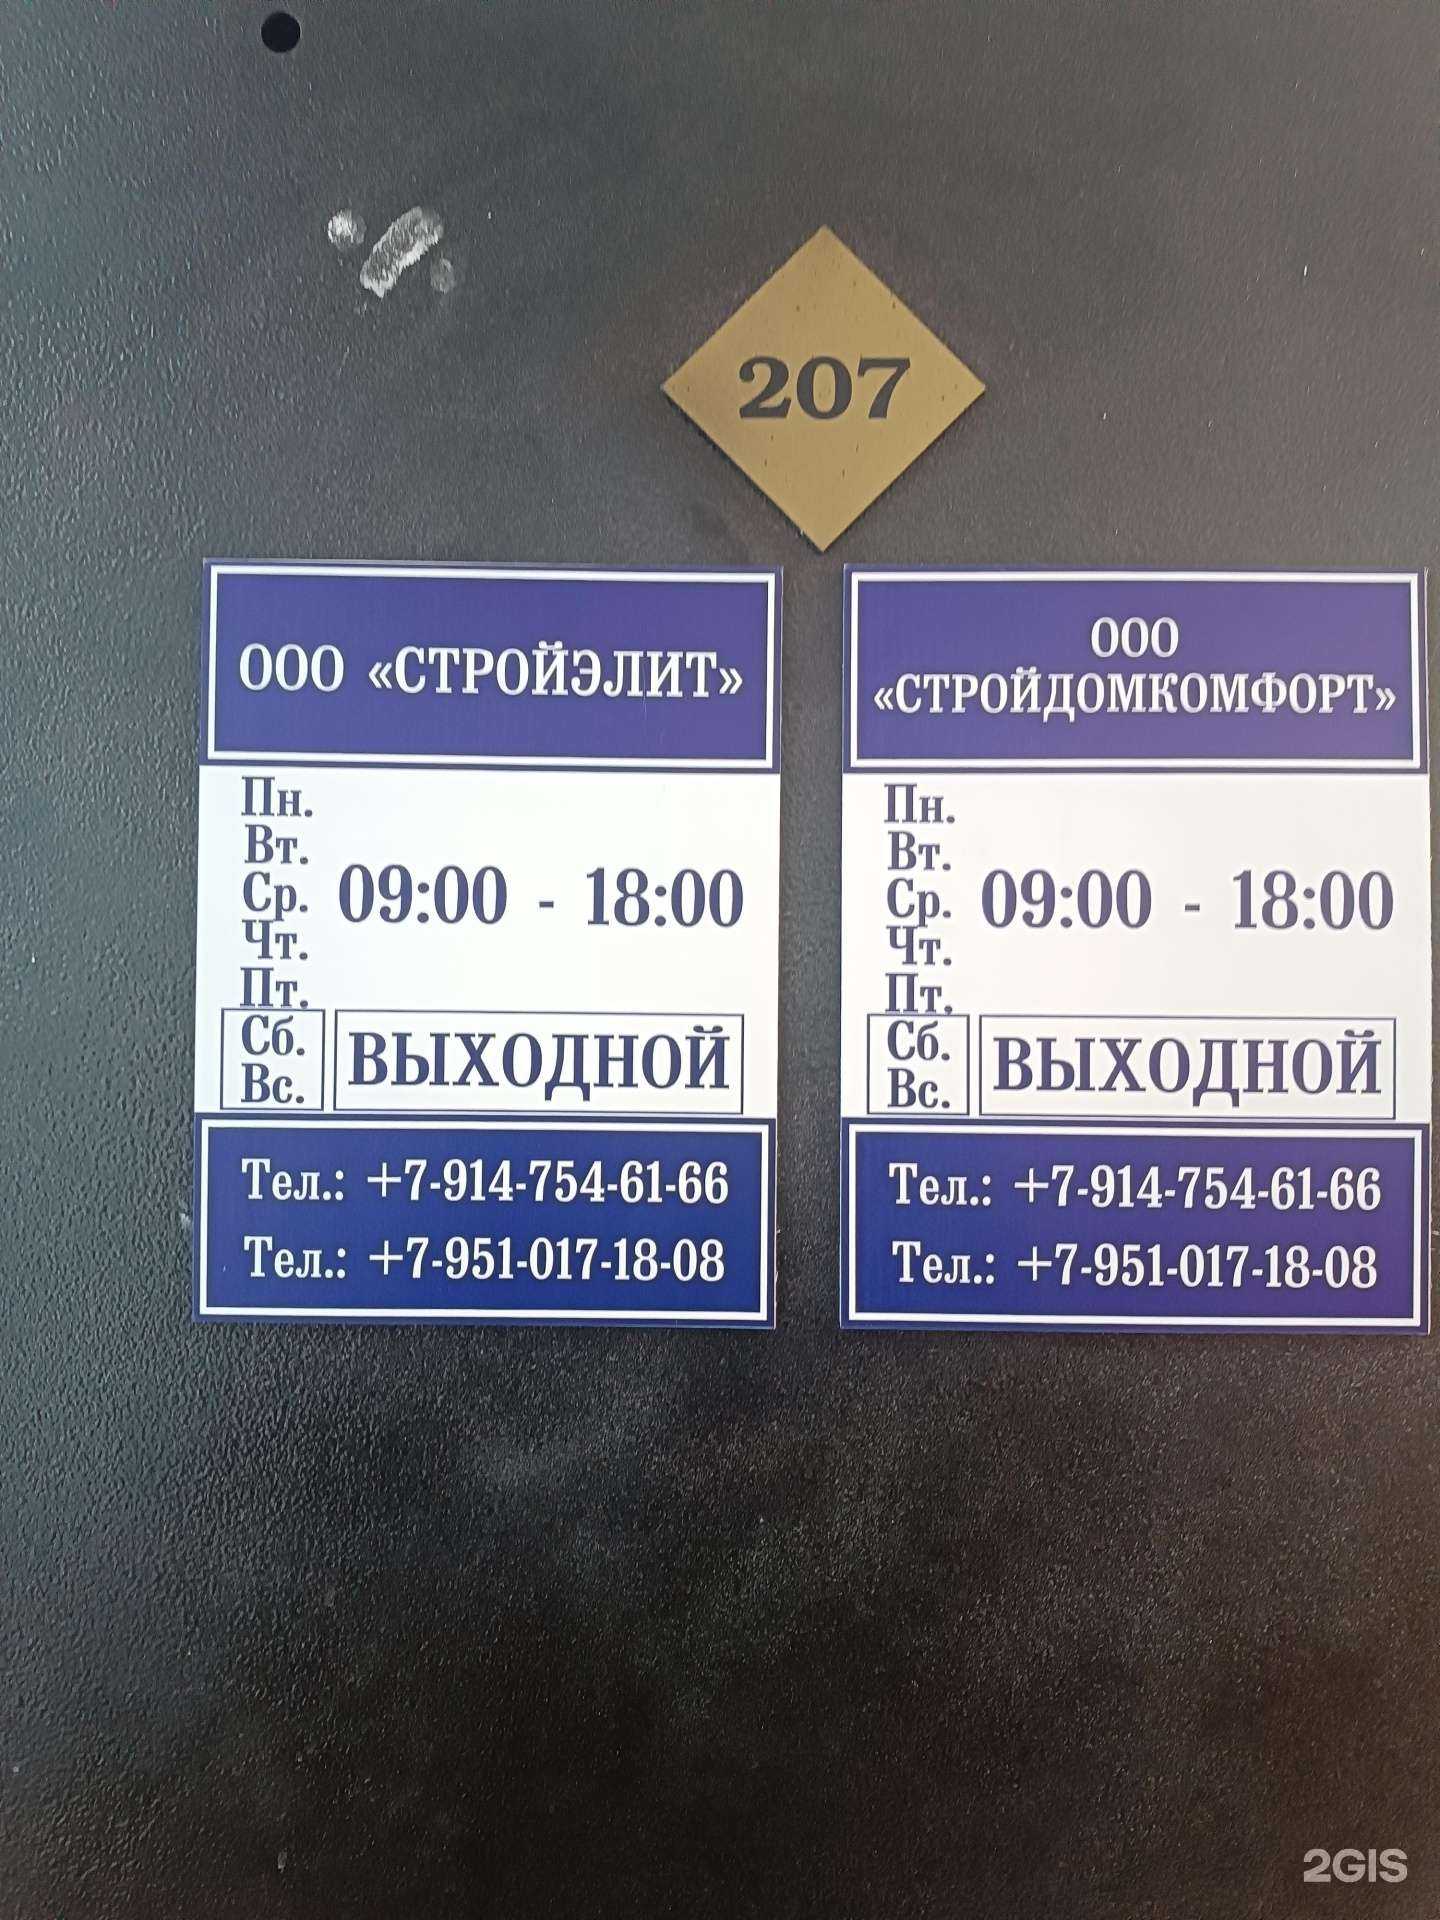 207
ООО «СТРОЙЭЛИТ»
Пн.
Вт.
Ср.
Чт.
Пт.
09:00 - 18:00
Сб.
Вс.
ВЫХОДНОЙ
Тел.: +7-914-754-61-66
Тел.: +7-951-017-18-08
ООО
«СТРОЙДОМКОМФОРТ»
Пн.
Вт.
Ср.
Чт.
Пт.
09:00 - 18:00
Сб.
Вс.
ВЫХОДНОЙ
Тел.: +7-914-754-61-66
Тел.: +7-951-017-18-08
2GIS